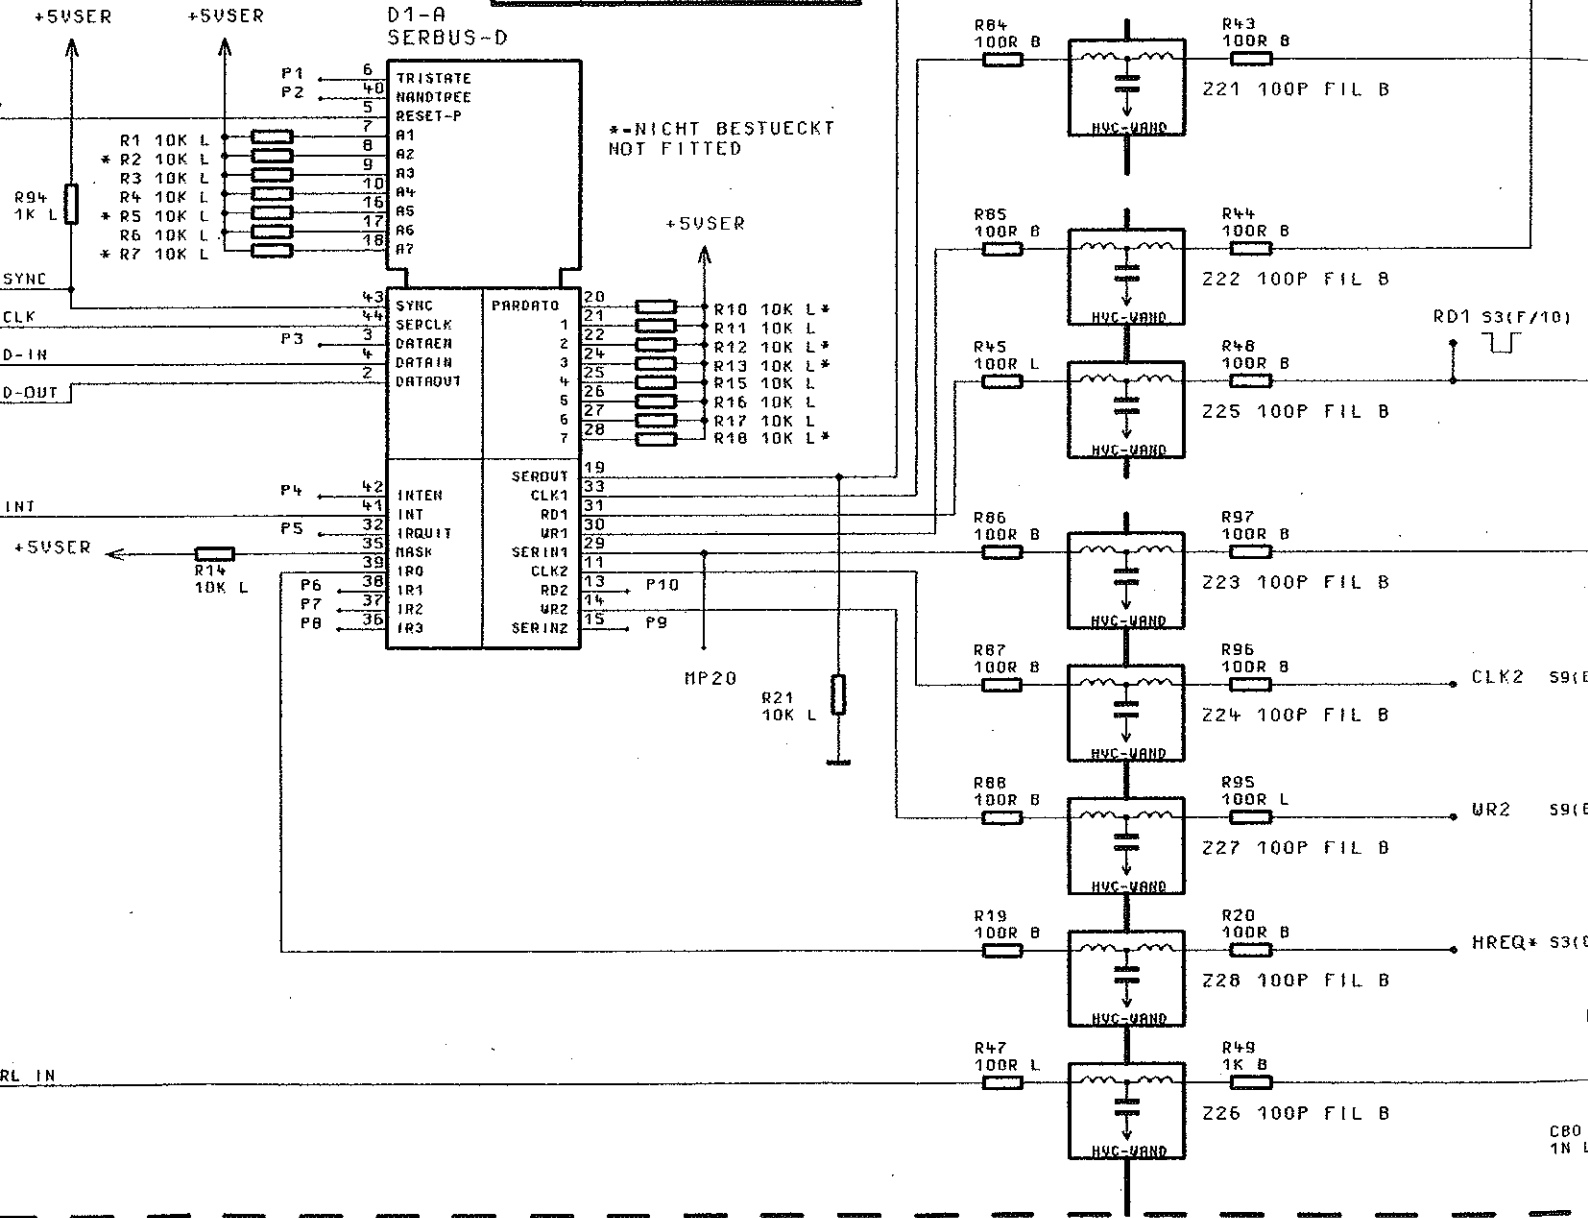 +5VSER
+5VSER
D1-A
SERBUS-D
P1
6
TRISTATE
P2
40
NANDTREE
5
RESET-P
R1 10K L
7
A1
* R2 10K L
8
A2
R3 10K L
9
A3
R4 10K L
10
A4
* R5 10K L
16
A5
R6 10K L
17
A6
* R7 10K L
18
A7
R94
1K L
*=NICHT BESTUECKT
NOT FITTED
+5VSER
SYNC
43
SYNC
CLK
44
SERCLK
P3
3
DATAEN
D-IN
4
DATAIN
D-OUT
2
DATAOUT
PARDAT0
20
R10 10K L*
1
21
R11 10K L
2
22
R12 10K L*
3
24
R13 10K L*
4
25
R15 10K L
5
26
R16 10K L
6
27
R17 10K L
7
28
R18 10K L*
SEROUT
19
CLK1
33
RD1
31
WR1
30
SERIN1
29
CLK2
11
RD2
13
P10
WR2
14
SERIN2
15
P9
P4
42
INTEN
INT
41
INT
P5
32
IRQUIT
+5VSER
R14
10K L
35
MASK
39
IR0
P6
38
IR1
P7
37
IR2
P8
36
IR3
MP20
R21
10K L
R84
100R B
HVC-WAND
R43
100R B
Z21 100P FIL B
R85
100R B
HVC-WAND
R44
100R B
Z22 100P FIL B
R45
100R L
HVC-WAND
R48
100R B
Z25 100P FIL B
RD1 S3(F/10)
R86
100R B
HVC-WAND
R97
100R B
Z23 100P FIL B
R87
100R B
HVC-WAND
R96
100R B
Z24 100P FIL B
CLK2 S9(
R88
100R B
HVC-WAND
R95
100R L
Z27 100P FIL B
WR2 S9(
R19
100R B
HVC-WAND
R20
100R B
Z28 100P FIL B
HREQ* S3(
RL IN
R47
100R L
HVC-WAND
R49
1K B
Z26 100P FIL B
C80
1N L